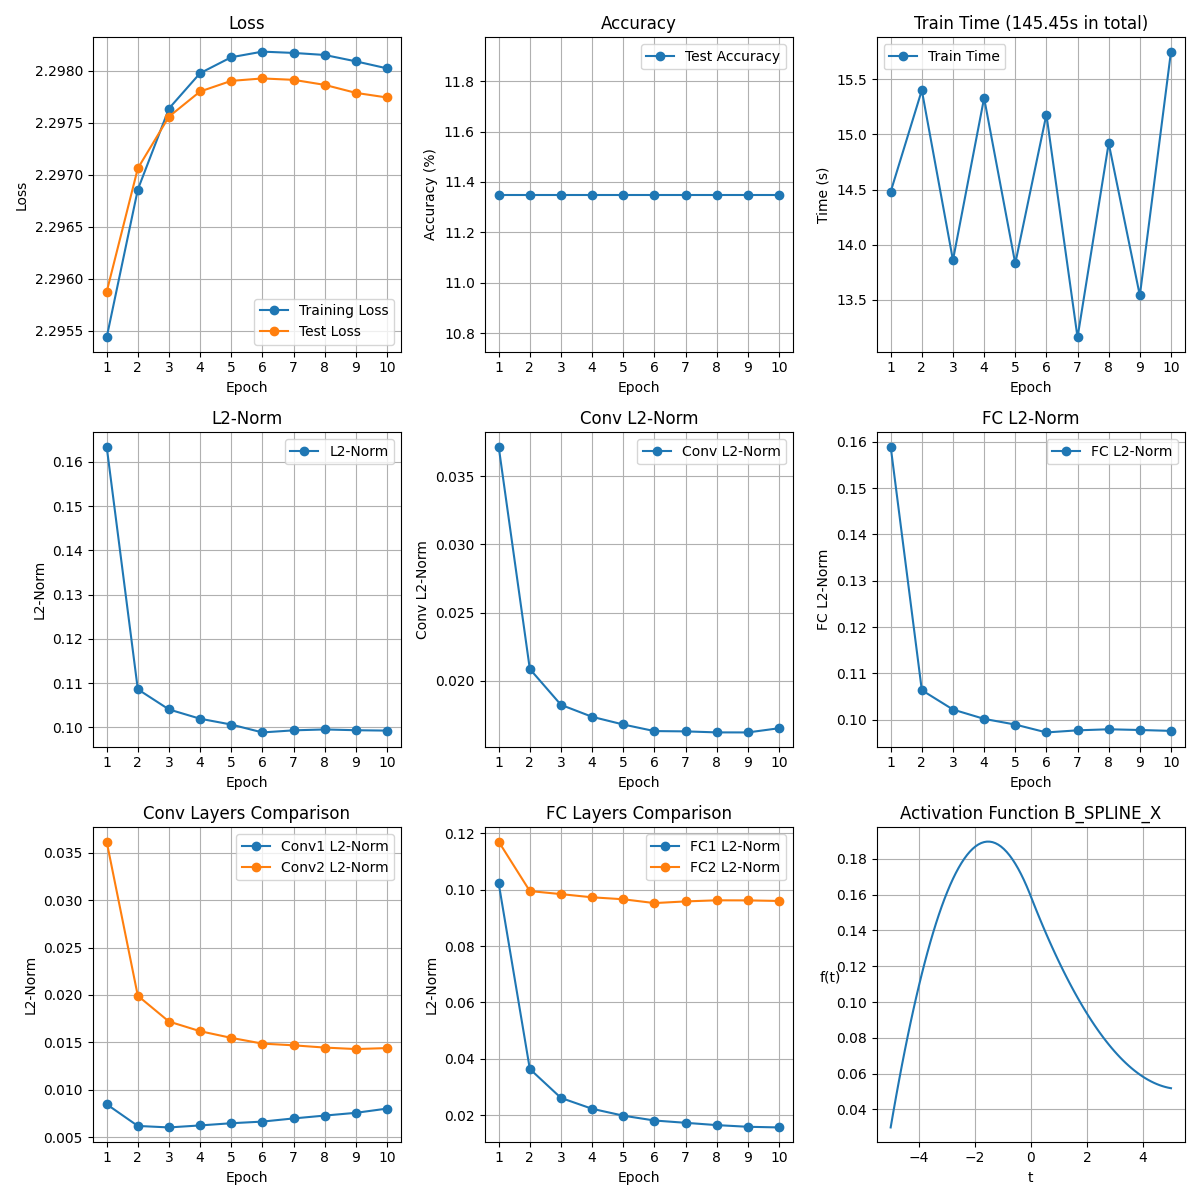 Loss
Loss
2.2980
2.2975
2.2970
2.2965
2.2960
2.2955
Training Loss
Test Loss
1 2 3 4 5 6 7 8 9 10
Epoch
Accuracy
Accuracy (%)
11.8
11.6
11.4
11.2
11.0
10.8
Test Accuracy
1 2 3 4 5 6 7 8 9 10
Epoch
Train Time (145.45s in total)
Time (s)
15.5
15.0
14.5
14.0
13.5
Train Time
1 2 3 4 5 6 7 8 9 10
Epoch
L2-Norm
L2-Norm
0.16
0.15
0.14
0.13
0.12
0.11
0.10
L2-Norm
1 2 3 4 5 6 7 8 9 10
Epoch
Conv L2-Norm
Conv L2-Norm
0.035
0.030
0.025
0.020
Conv L2-Norm
1 2 3 4 5 6 7 8 9 10
Epoch
FC L2-Norm
FC L2-Norm
0.16
0.15
0.14
0.13
0.12
0.11
0.10
FC L2-Norm
1 2 3 4 5 6 7 8 9 10
Epoch
Conv Layers Comparison
L2-Norm
0.035
0.030
0.025
0.020
0.015
0.010
0.005
Conv1 L2-Norm
Conv2 L2-Norm
1 2 3 4 5 6 7 8 9 10
Epoch
FC Layers Comparison
L2-Norm
0.12
0.10
0.08
0.06
0.04
0.02
FC1 L2-Norm
FC2 L2-Norm
1 2 3 4 5 6 7 8 9 10
Epoch
Activation Function B_SPLINE_X
f(t)
0.18
0.16
0.14
0.12
0.10
0.08
0.06
0.04
−4 −2 0 2 4
t